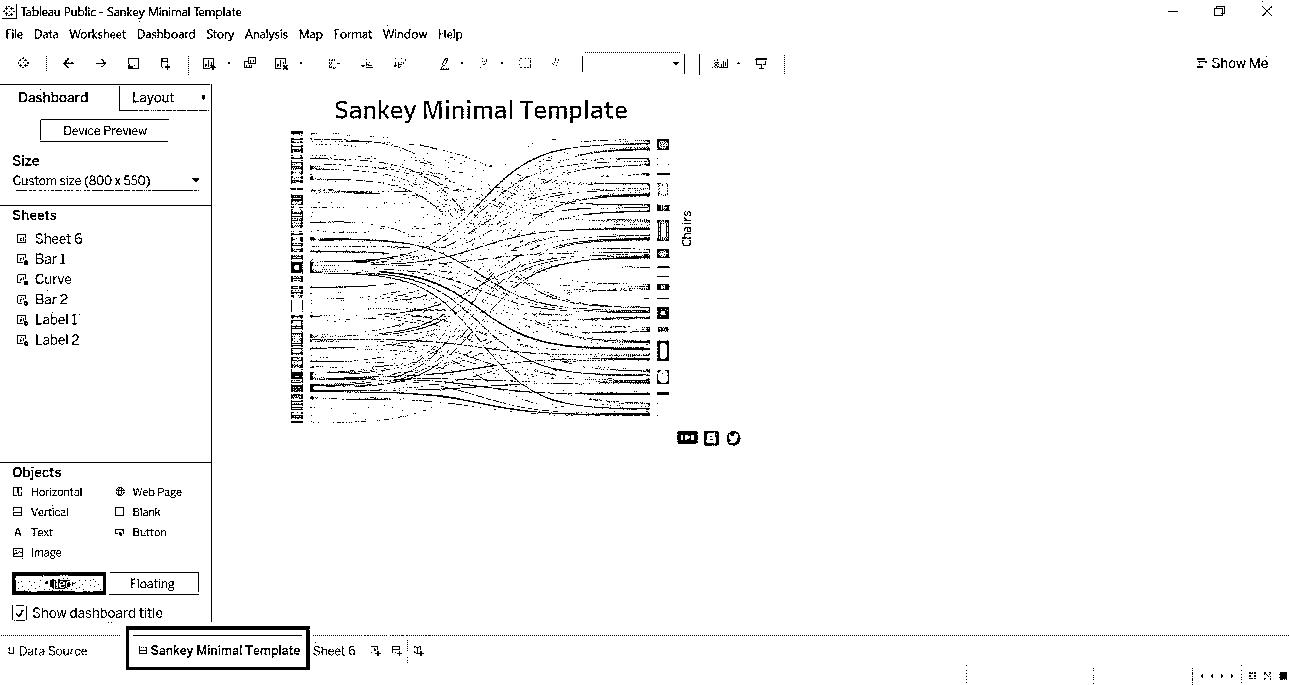 Tableau Public - Sankey Minimal Template
File Data Worksheet Dashboard Story Analysis Map Format Window Help
Show Me
Dashboard Layout
Device Preview
Size
Custom size (800 x 550)
Sheets
Sheet 6
Bar 1
Curve
Bar 2
Label 1
Label 2
Objects
Horizontal Web Page
Vertical Blank
Text Button
Image
Floating
Show dashboard title
Sankey Minimal Template
Chairs
Data Source Sankey Minimal Template Sheet 6